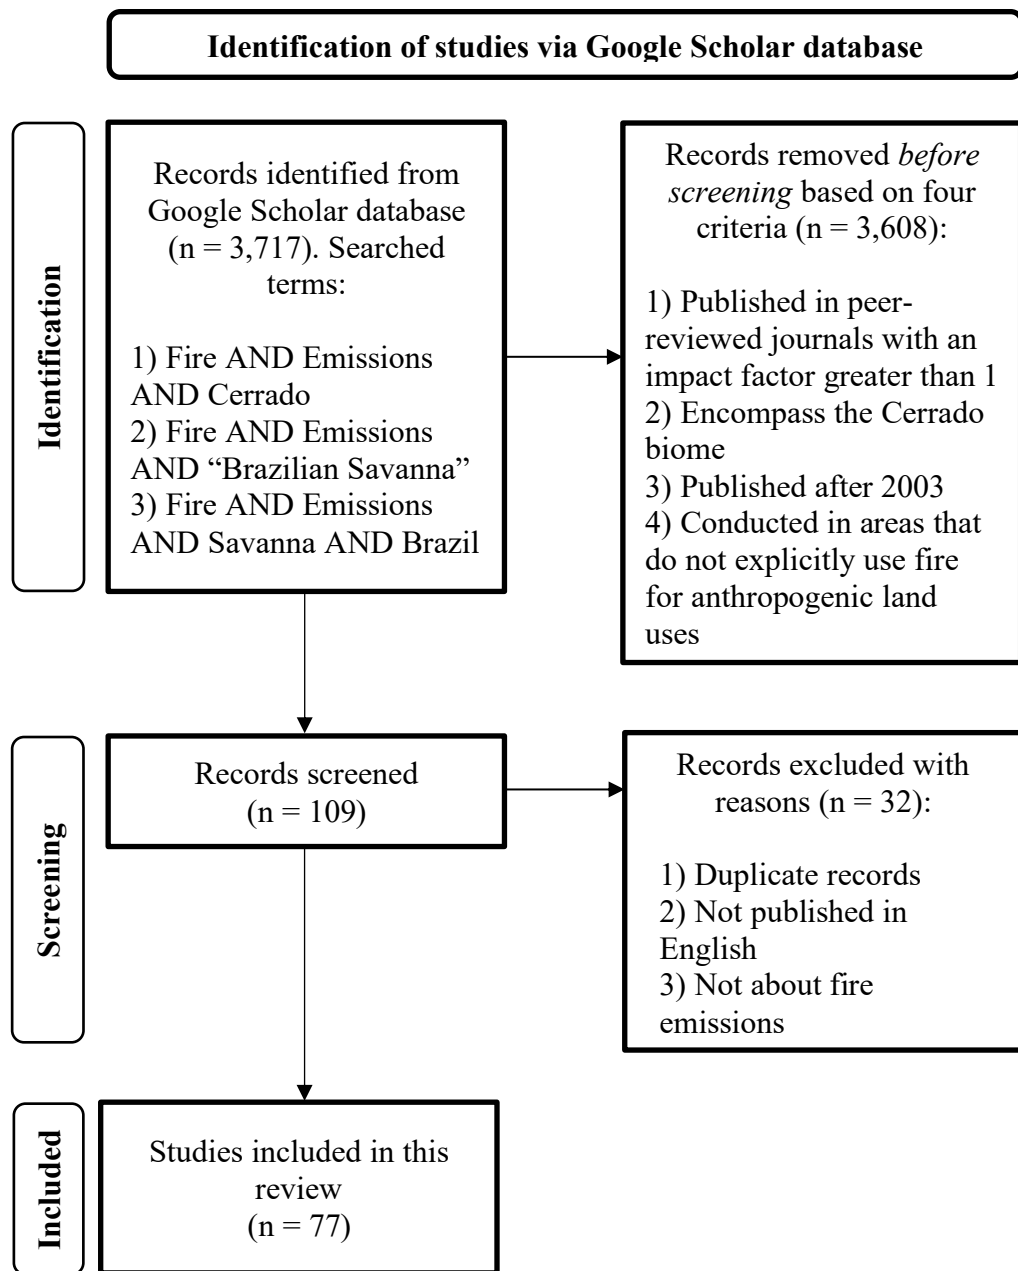 Identification of studies via Google Scholar database
Identification
Records identified from
Google Scholar database
(n = 3,717). Searched
terms:
1) Fire AND Emissions
AND Cerrado
2) Fire AND Emissions
AND “Brazilian Savanna”
3) Fire AND Emissions
AND Savanna AND Brazil
Records removed before
screening based on four
criteria (n = 3,608):
1) Published in peer-
reviewed journals with an
impact factor greater than 1
2) Encompass the Cerrado
biome
3) Published after 2003
4) Conducted in areas that
do not explicitly use fire
for anthropogenic land
uses
Screening
Records screened
(n = 109)
Records excluded with
reasons (n = 32):
1) Duplicate records
2) Not published in
English
3) Not about fire
emissions
Included
Studies included in this
review
(n = 77)